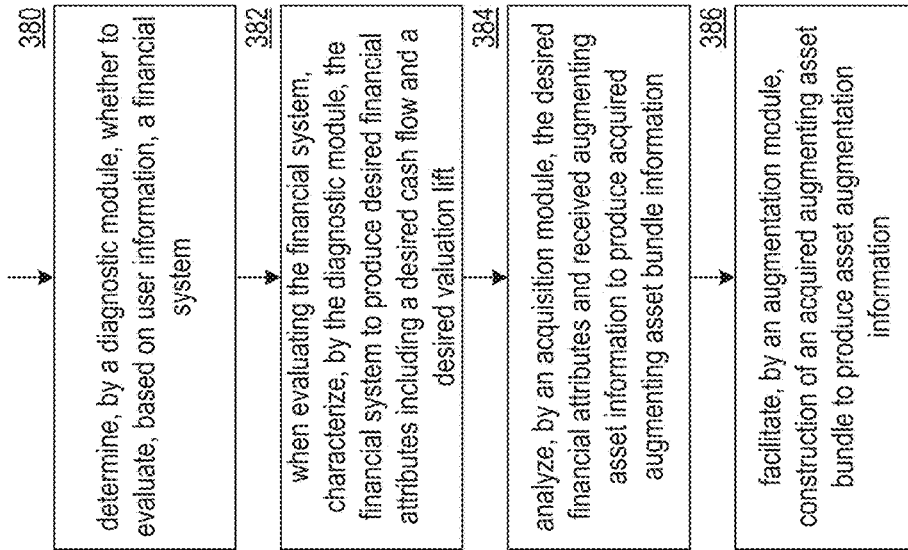 380
determine, by a diagnostic module, whether to
evaluate, based on user information, a financial
system
382
when evaluating the financial system,
characterize, by the diagnostic module, the
financial system to produce desired financial
attributes including a desired cash flow and a
desired valuation lift
384
analyze, by an acquisition module, the desired
financial attributes and received augmenting
asset information to produce acquired
augmenting asset bundle information
386
facilitate, by an augmentation module,
construction of an acquired augmenting asset
bundle to produce asset augmentation
information